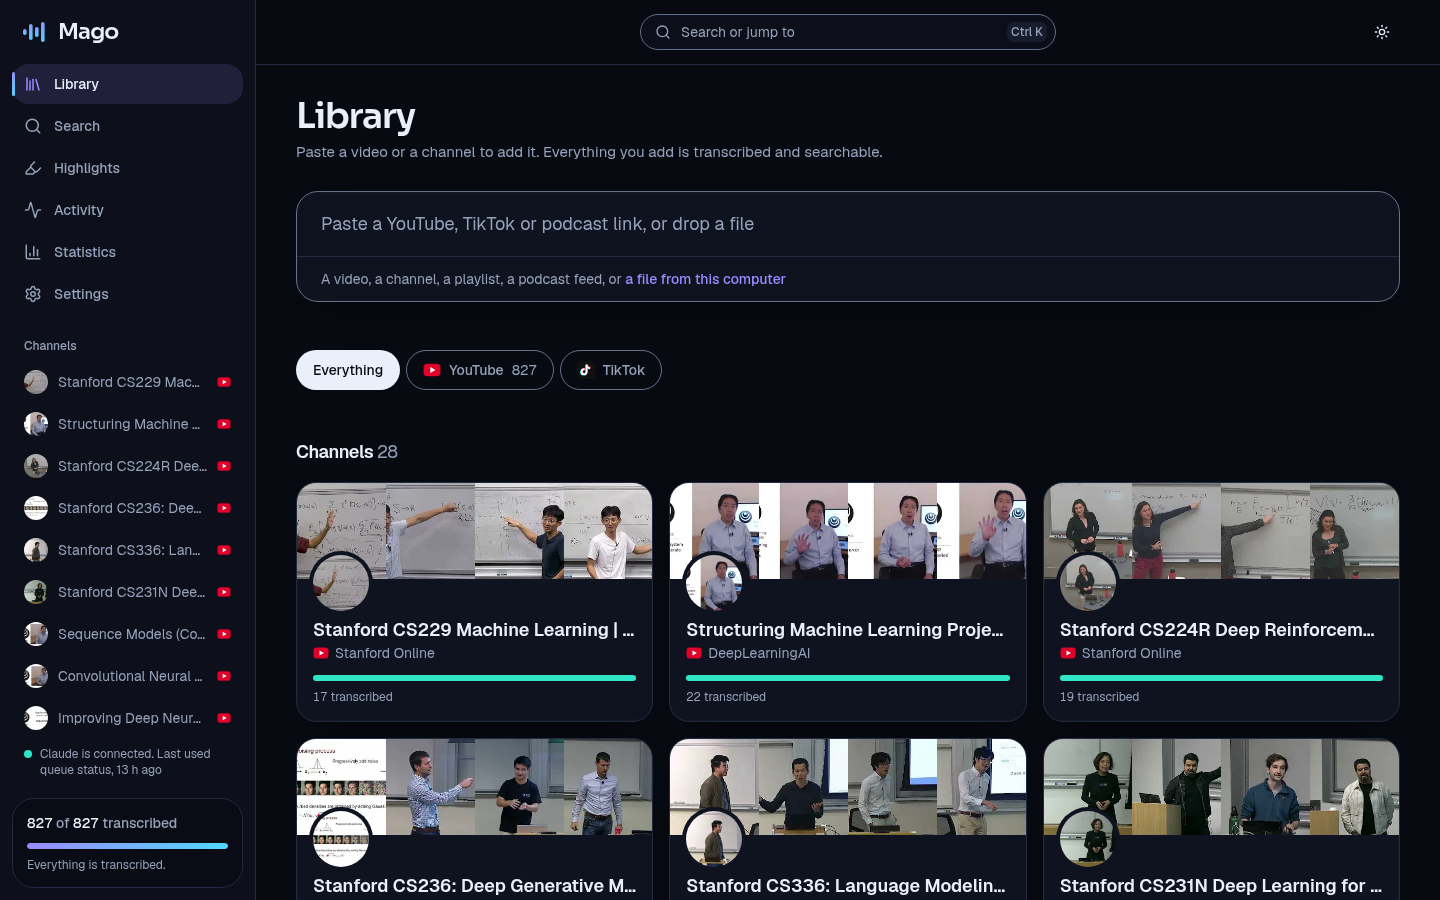 Mago
Search or jump to
Ctrl K
Library
Search
Highlights
Activity
Statistics
Settings
Channels
Stanford CS229 Mac...
Structuring Machine ...
Stanford CS224R Dee...
Stanford CS236: Dee...
Stanford CS336: Lan...
Stanford CS231N Dee...
Sequence Models (Co...
Convolutional Neural ...
Improving Deep Neur...
Claude is connected. Last used
queue status, 13 h ago
827 of 827 transcribed
Everything is transcribed.
Library
Paste a video or a channel to add it. Everything you add is transcribed and searchable.
Paste a YouTube, TikTok or podcast link, or drop a file
A video, a channel, a playlist, a podcast feed, or a file from this computer
Everything
YouTube 827
TikTok
Channels 28
Stanford CS229 Machine Learning | ...
Stanford Online
17 transcribed
Structuring Machine Learning Proje...
DeepLearningAI
22 transcribed
Stanford CS224R Deep Reinforcem...
Stanford Online
19 transcribed
Progressively add noise
Stanford CS236: Deep Generative M...
Stanford CS336: Language Modelin...
Stanford CS231N Deep Learning for ...